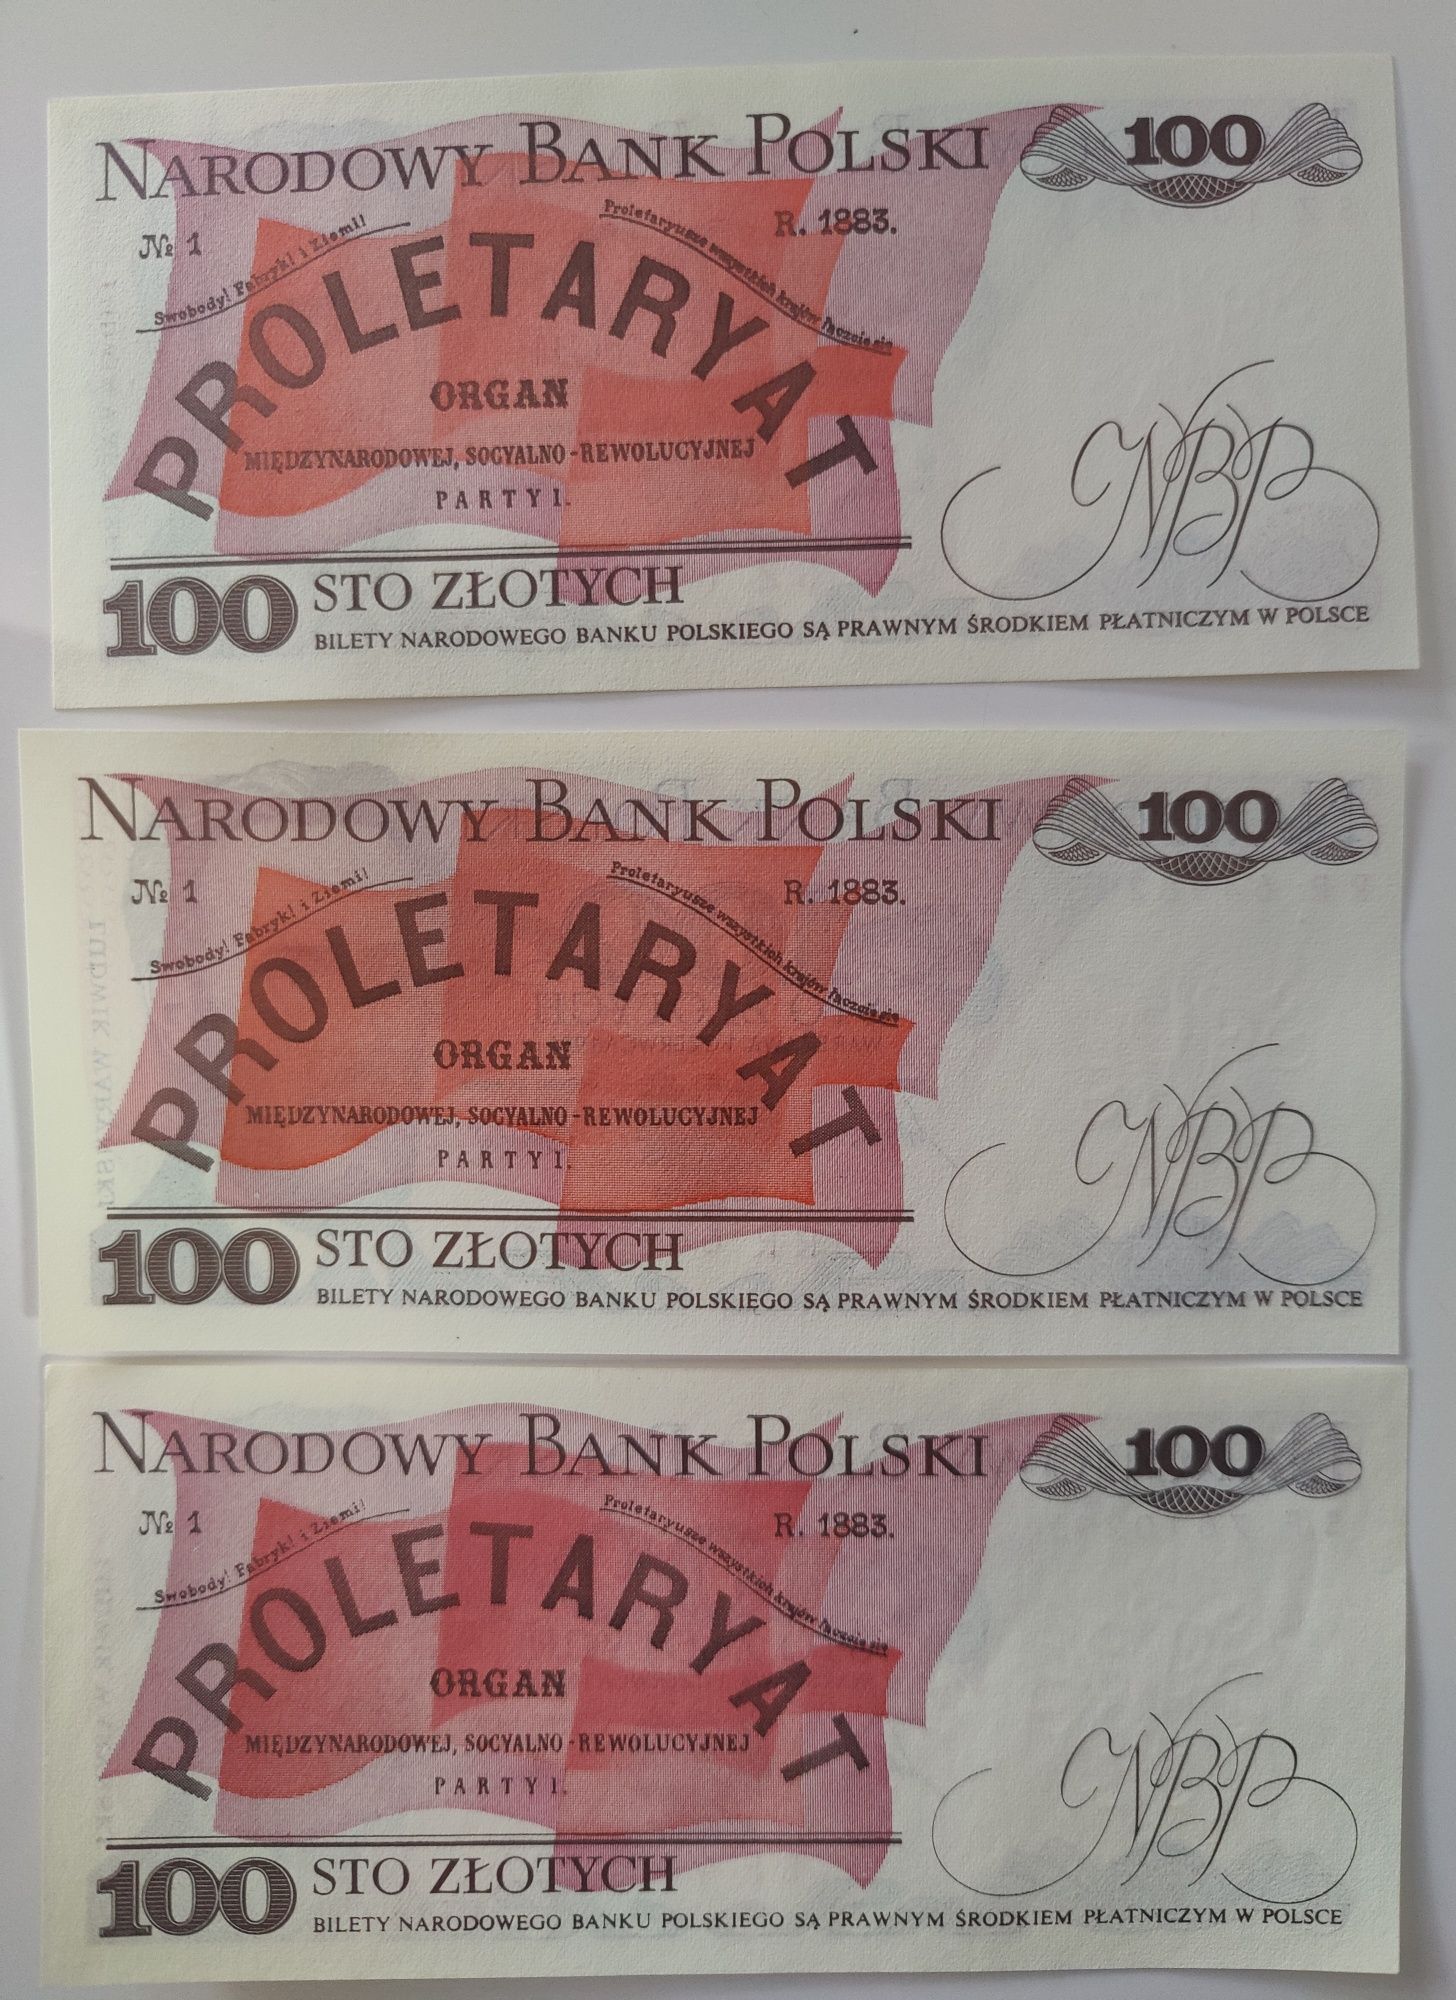 NARODOWY BANK POLSKI 100
№ 1
Swobody! Fabryk! i Ziemi!
Proletaryusze wszystkich krajów łączcie się
R. 1883.
PROLETARYAT
ORGAN
MIĘDZYNARODOWEJ, SOCYALNO-REWOLUCYJNEJ
PARTYI.
NBP
100 STO ZŁOTYCH
BILETY NARODOWEGO BANKU POLSKIEGO SĄ PRAWNYM ŚRODKIEM PŁATNICZYM W POLSCE
NARODOWY BANK POLSKI 100
№ 1
Swobody! Fabryk! i Ziemi!
Proletaryusze wszystkich krajów łączcie się
R. 1883.
PROLETARYAT
ORGAN
MIĘDZYNARODOWEJ, SOCYALNO-REWOLUCYJNEJ
PARTYI.
NBP
100 STO ZŁOTYCH
BILETY NARODOWEGO BANKU POLSKIEGO SĄ PRAWNYM ŚRODKIEM PŁATNICZYM W POLSCE
NARODOWY BANK POLSKI 100
№ 1
Swobody! Fabryk! i Ziemi!
Proletaryusze wszystkich krajów łączcie się
R. 1883.
PROLETARYAT
ORGAN
MIĘDZYNARODOWEJ, SOCYALNO-REWOLUCYJNEJ
PARTYI.
NBP
100 STO ZŁOTYCH
BILETY NARODOWEGO BANKU POLSKIEGO SĄ PRAWNYM ŚRODKIEM PŁATNICZYM W POLSCE